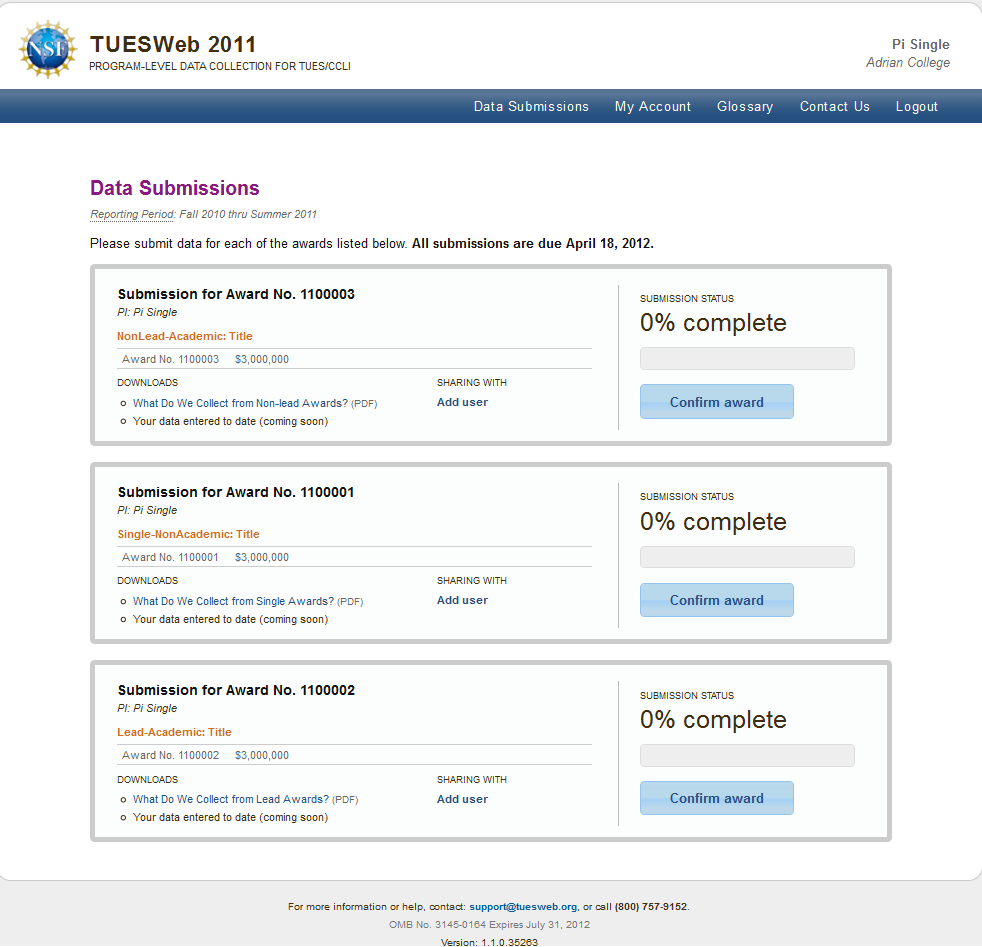 NSF
TUESWeb 2011
PROGRAM-LEVEL DATA COLLECTION FOR TUES/CCLI
Pi Single
Adrian College
Data Submissions My Account Glossary Contact Us Logout
Data Submissions
Reporting Period: Fall 2010 thru Summer 2011
Please submit data for each of the awards listed below. All submissions are due April 18, 2012.
Submission for Award No. 1100003
PI: Pi Single
NonLead-Academic: Title
Award No. 1100003 $3,000,000
DOWNLOADS
What Do We Collect from Non-lead Awards? (PDF)
Your data entered to date (coming soon)
SHARING WITH
Add user
SUBMISSION STATUS
0% complete
Confirm award
Submission for Award No. 1100001
PI: Pi Single
Single-NonAcademic: Title
Award No. 1100001 $3,000,000
DOWNLOADS
What Do We Collect from Single Awards? (PDF)
Your data entered to date (coming soon)
SHARING WITH
Add user
SUBMISSION STATUS
0% complete
Confirm award
Submission for Award No. 1100002
PI: Pi Single
Lead-Academic: Title
Award No. 1100002 $3,000,000
DOWNLOADS
What Do We Collect from Lead Awards? (PDF)
Your data entered to date (coming soon)
SHARING WITH
Add user
SUBMISSION STATUS
0% complete
Confirm award
For more information or help, contact: support@tuesweb.org, or call (800) 757-9152.
OMB No. 3145-0164 Expires July 31, 2012
Version: 1.1.0.35263